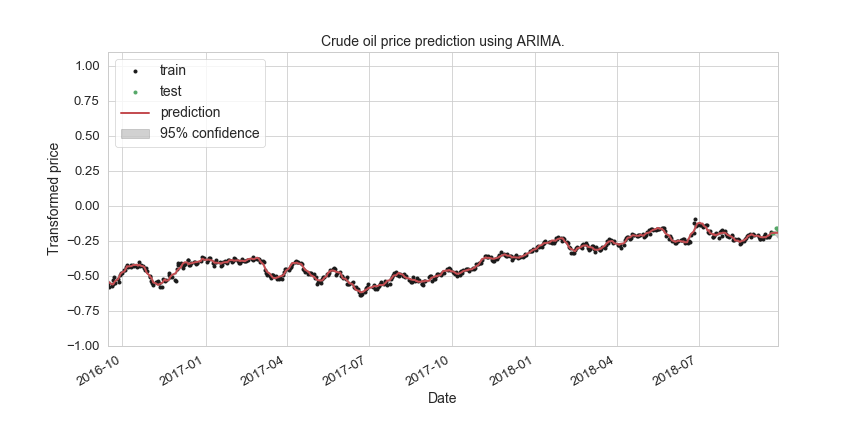 Crude oil price prediction using ARIMA.
train
test
prediction
95% confidence
1.00
0.75
0.50
0.25
0.00
−0.25
−0.50
−0.75
−1.00
Transformed price
2016-10
2017-01
2017-04
2017-07
2017-10
2018-01
2018-04
2018-07
Date